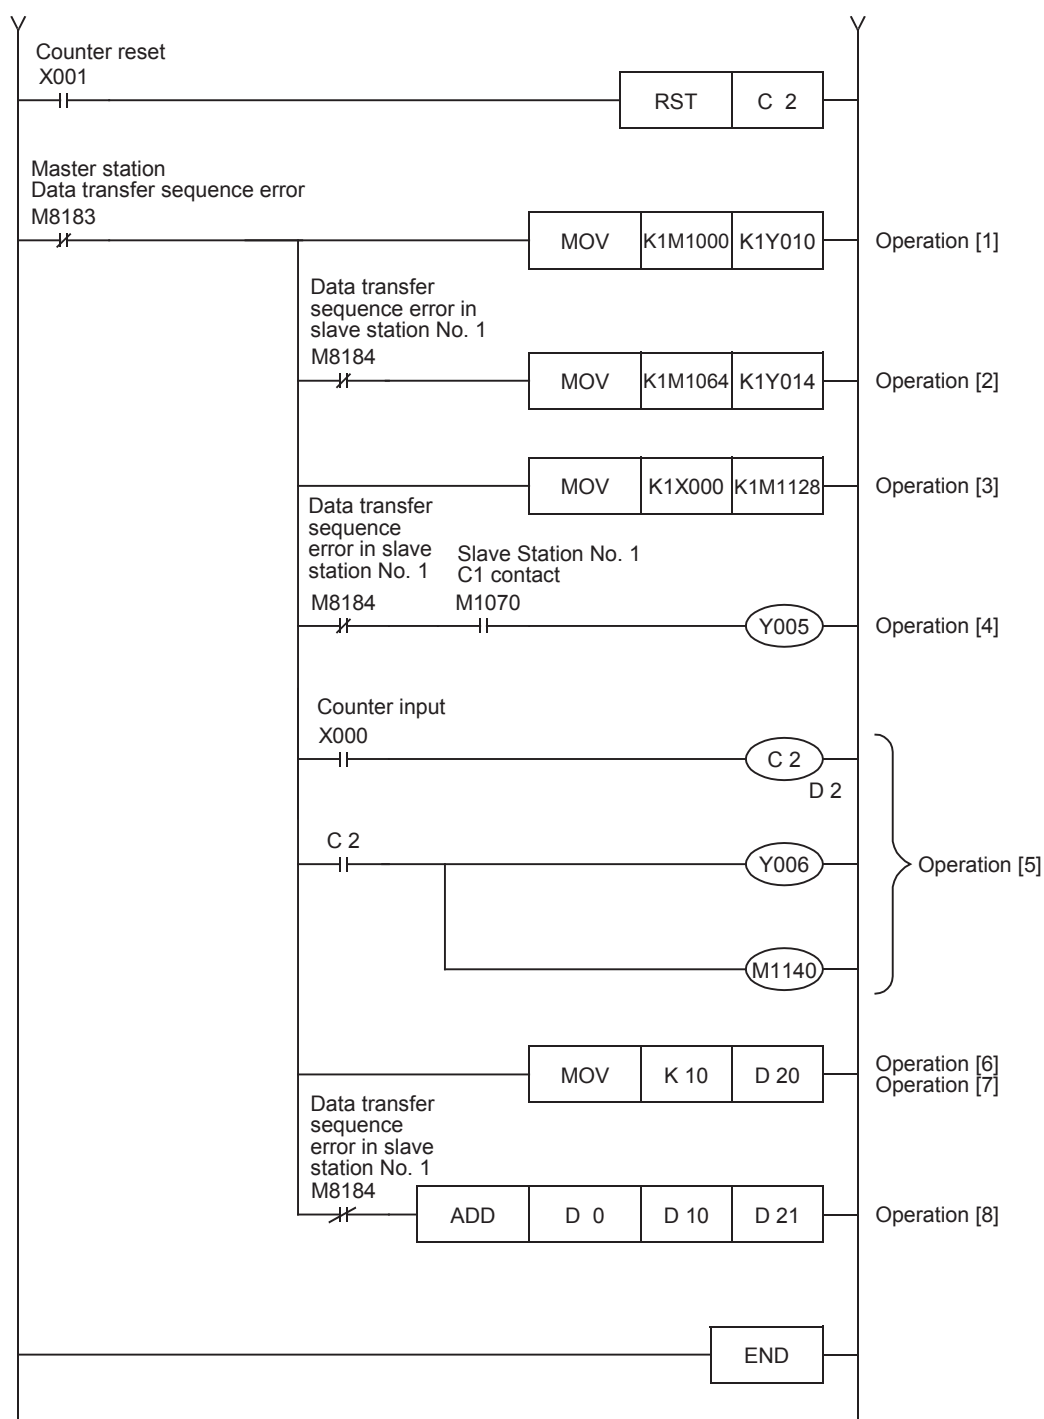 Counter reset
X001
RST C 2
Master station
Data transfer sequence error
M8183
MOV K1M1000 K1Y010 Operation [1]
Data transfer
sequence error in
slave station No. 1
M8184
MOV K1M1064 K1Y014 Operation [2]
MOV K1X000 K1M1128 Operation [3]
Data transfer
sequence
error in slave
station No. 1
Slave Station No. 1
C1 contact
M8184 M1070
Y005 Operation [4]
Counter input
X000
C 2
D 2
C 2
Y006
Operation [5]
M1140
MOV K 10 D 20
Operation [6]
Operation [7]
Data transfer
sequence
error in slave
station No. 1
M8184
ADD D 0 D 10 D 21 Operation [8]
END